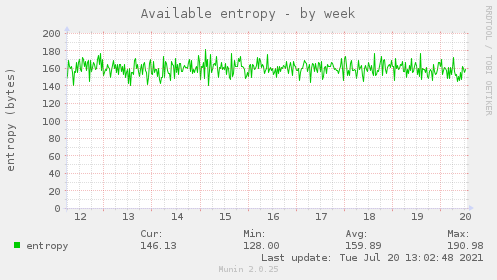 Available entropy - by week
RRDTOOL / TOBI OETIKER
entropy (bytes)
200
180
160
140
120
100
80
60
40
20
0
12 13 14 15 16 17 18 19 20
Cur: Min: Avg: Max:
entropy 146.13 128.00 159.89 190.98
Last update: Tue Jul 20 13:02:48 2021
Munin 2.0.25